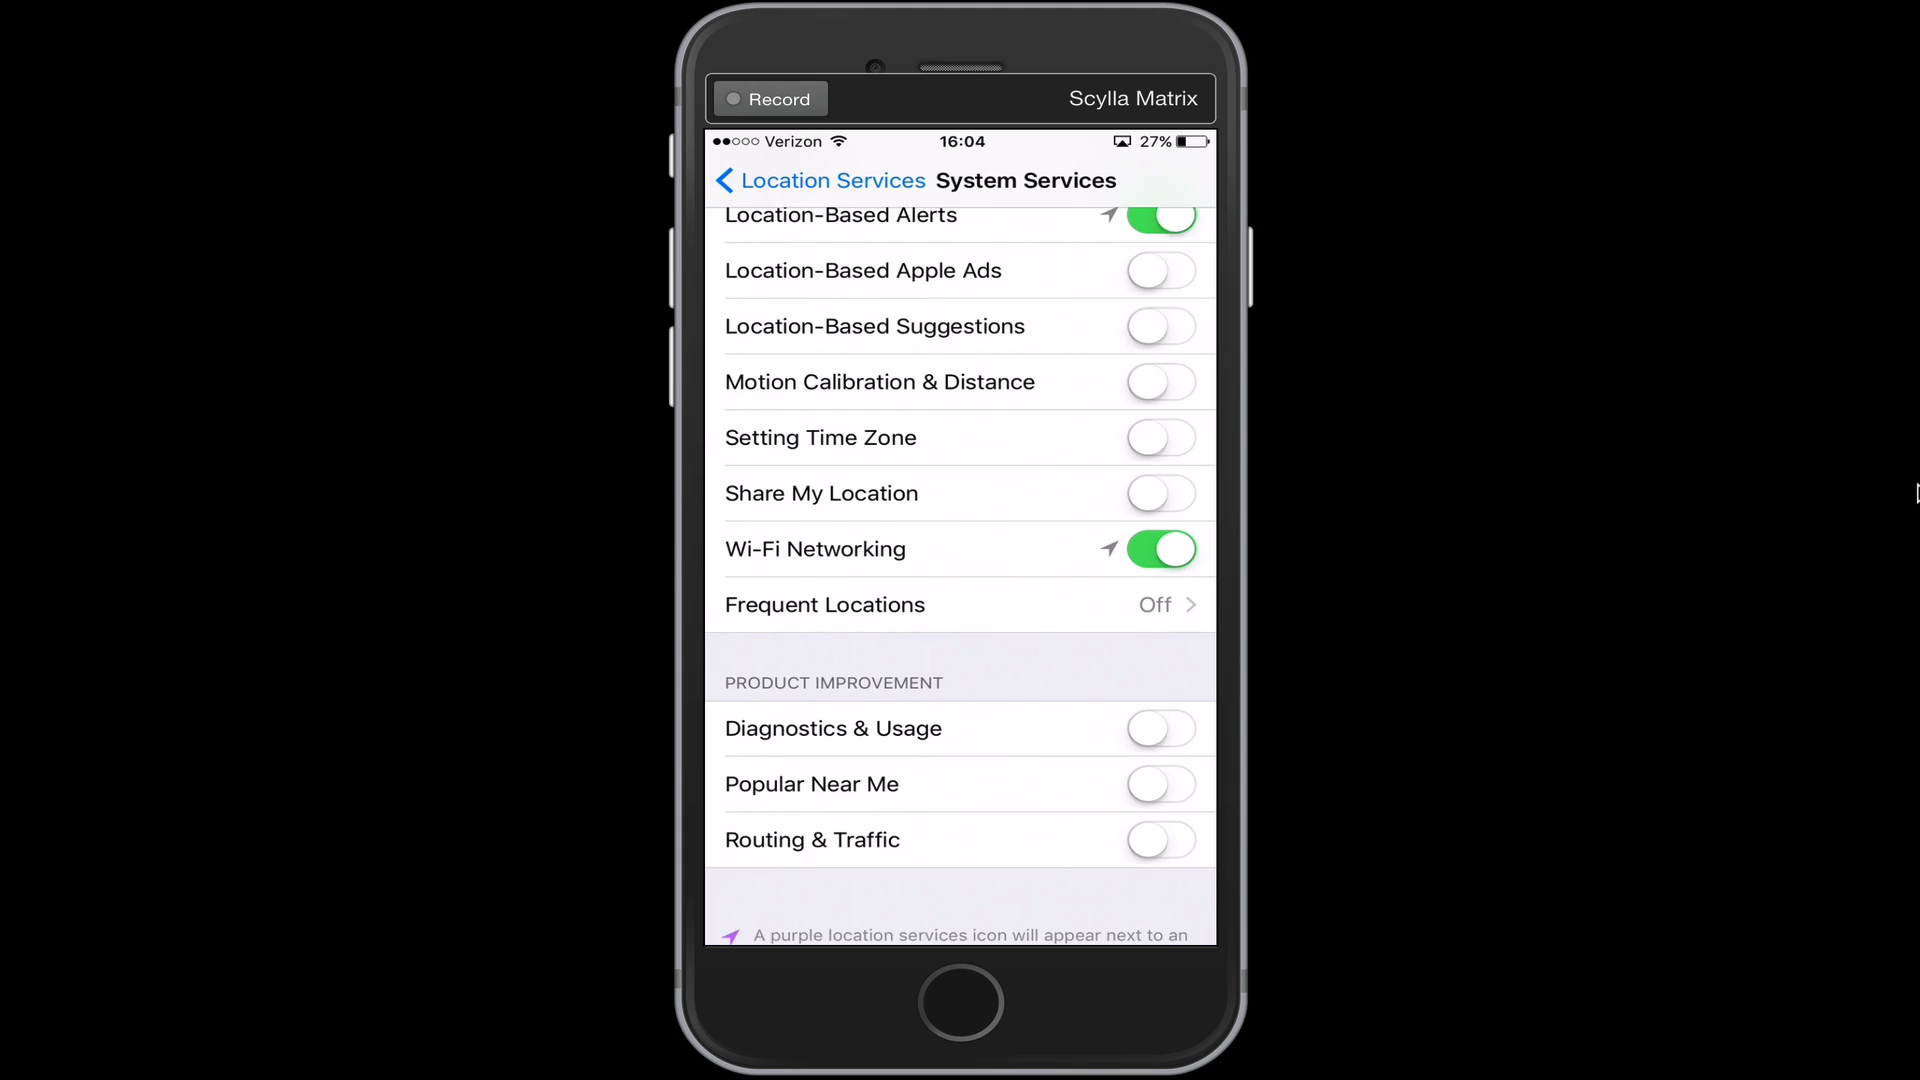 Record
Scylla Matrix
Verizon 16:04 27%
Location Services System Services
Location-Based Alerts
Location-Based Apple Ads
Location-Based Suggestions
Motion Calibration & Distance
Setting Time Zone
Share My Location
Wi-Fi Networking
Frequent Locations Off
PRODUCT IMPROVEMENT
Diagnostics & Usage
Popular Near Me
Routing & Traffic
A purple location services icon will appear next to an